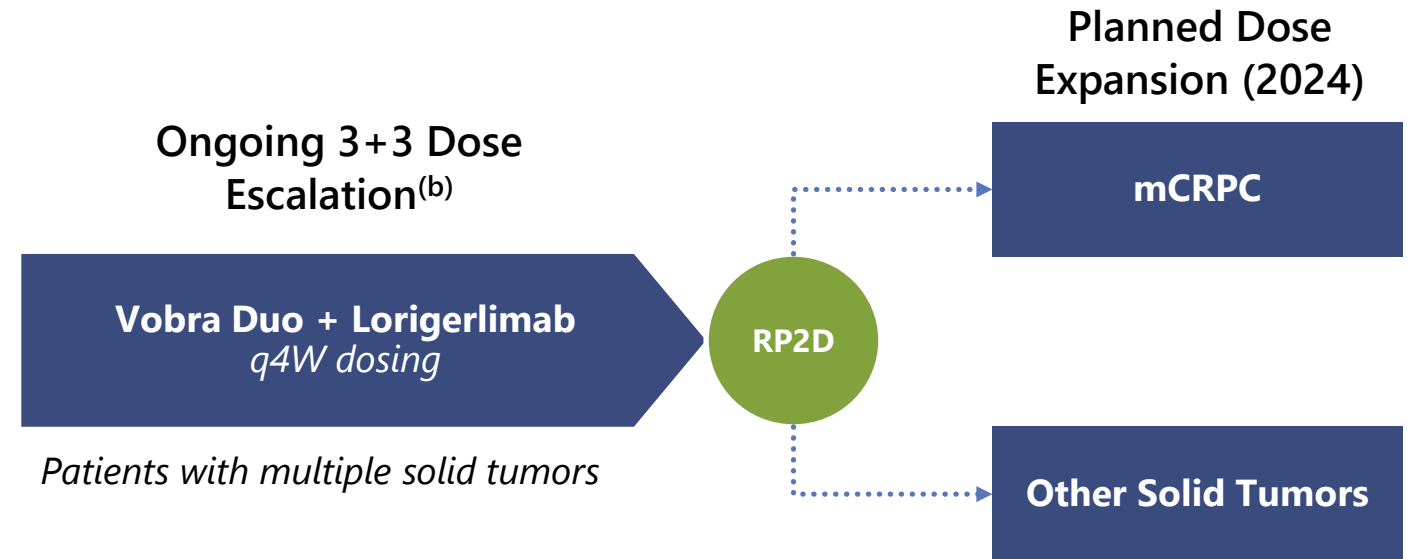 Planned Dose
Expansion (2024)
Ongoing 3+3 Dose
Escalation(b)
mCRPC
Vobra Duo + Lorigerlimab
q4W dosing
RP2D
Patients with multiple solid tumors
Other Solid Tumors